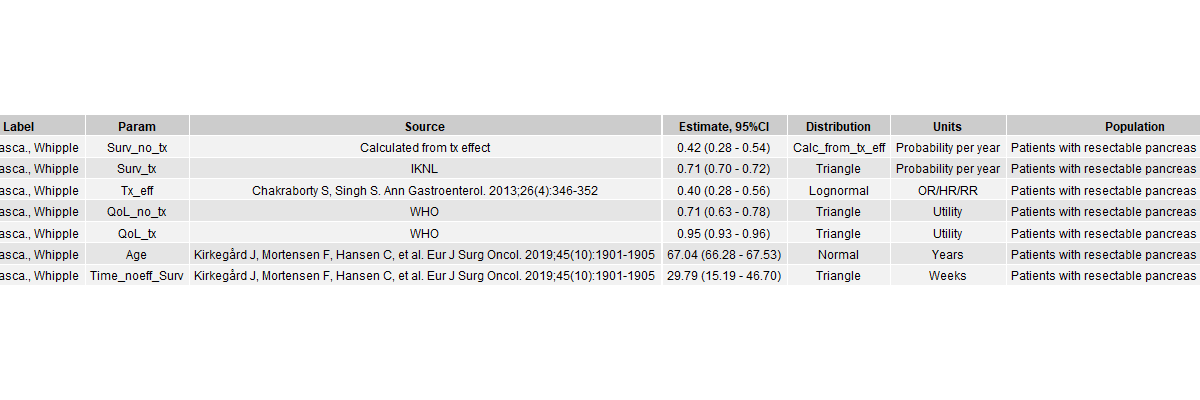 Label Param Source Estimate, 95%CI Distribution Units Population
asca., Whipple Surv_no_tx Calculated from tx effect 0.42 (0.28 - 0.54) Calc_from_tx_eff Probability per year Patients with resectable pancreas
asca., Whipple Surv_tx IKNL 0.71 (0.70 - 0.72) Triangle Probability per year Patients with resectable pancreas
asca., Whipple Tx_eff Chakraborty S, Singh S. Ann Gastroenterol. 2013;26(4):346-352 0.40 (0.28 - 0.56) Lognormal OR/HR/RR Patients with resectable pancreas
asca., Whipple QoL_no_tx WHO 0.71 (0.63 - 0.78) Triangle Utility Patients with resectable pancreas
asca., Whipple QoL_tx WHO 0.95 (0.93 - 0.96) Triangle Utility Patients with resectable pancreas
asca., Whipple Age Kirkegård J, Mortensen F, Hansen C, et al. Eur J Surg Oncol. 2019;45(10):1901-1905 67.04 (66.28 - 67.53) Normal Years Patients with resectable pancreas
asca., Whipple Time_noeff_Surv Kirkegård J, Mortensen F, Hansen C, et al. Eur J Surg Oncol. 2019;45(10):1901-1905 29.79 (15.19 - 46.70) Triangle Weeks Patients with resectable pancreas